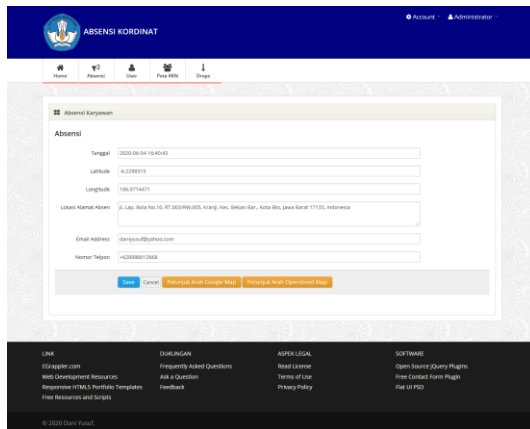 ABSENSI KORDINAT
Account
Administrator
Home
Absensi
User
Peta KKN
Drops
Absensi Karyawan
Absensi
Tanggal 2020-06-04 16:40:43
Latitude -6.2298315
Longitude 106.9714471
Lokasi Alamat Absen Jl. Lap. Bola No.10, RT.003/RW.005, Kranji, Kec. Bekasi Bar., Kota Bks, Jawa Barat 17135, Indonesia
Email Address daniyusuf@yahoo.com
Nomor Telpon
Save Cancel Petunjuk Arah Google Map Petunjuk Arah Openstreet Map
LINK
EGrappler.com
Web Development Resources
Responsive HTML5 Portfolio Templates
Free Resources and Scripts
DUKUNGAN
Frequently Asked Questions
Ask a Question
Feedback
ASPEK LEGAL
Read License
Terms of Use
Privacy Policy
SOFTWARE
Open Source jQuery Plugins
Free Contact Form Plugin
Flat UI PSD
© 2020 Dani Yusuf.